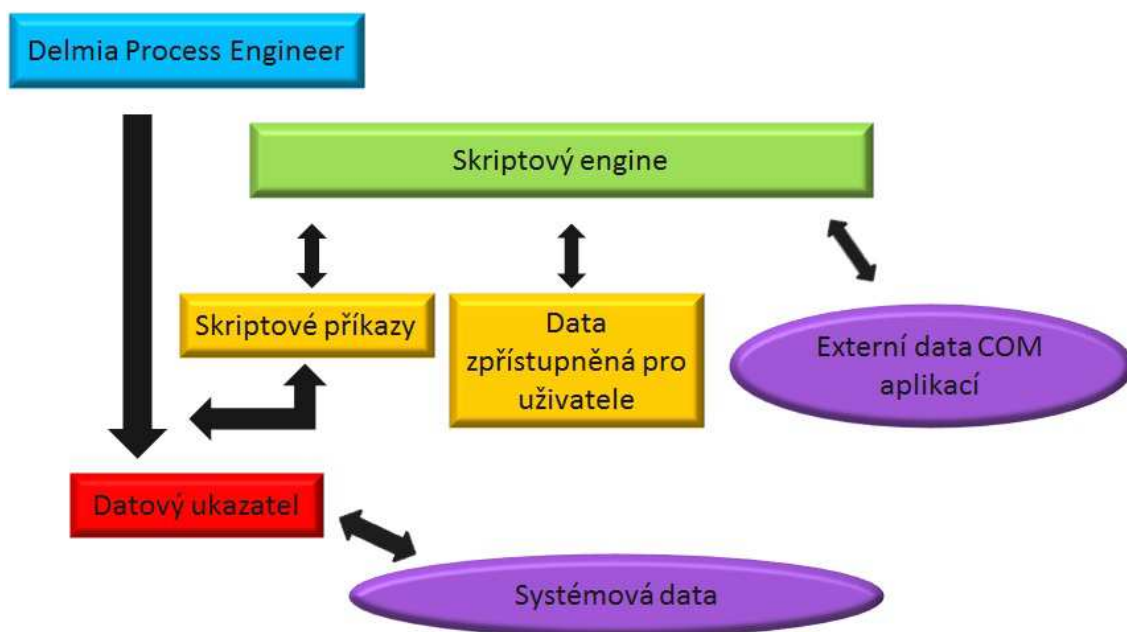 Delmia Process Engineer
Skriptový engine
Skriptové příkazy
Data
zpřístupněná pro
uživatele
Externí data COM
aplikací
Datový ukazatel
Systémová data